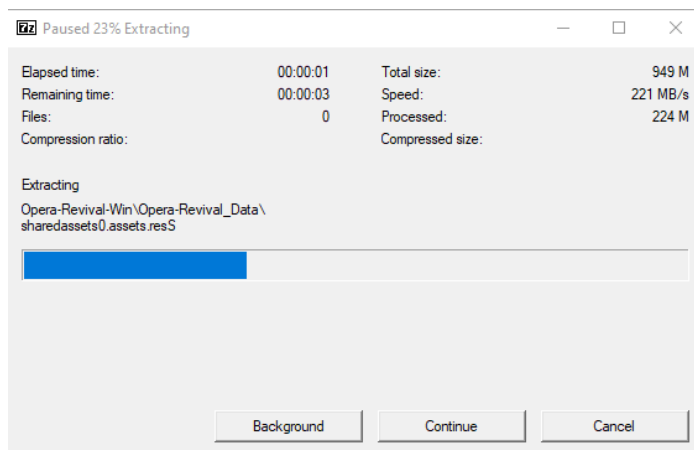 7z Paused 23% Extracting
Elapsed time: 00:00:01 Total size: 949 M
Remaining time: 00:00:03 Speed: 221 MB/s
Files: 0 Processed: 224 M
Compression ratio: Compressed size:
Extracting
Opera-Revival-Win\Opera-Revival_Data\
sharedassets0.assets.resS
Background Continue Cancel